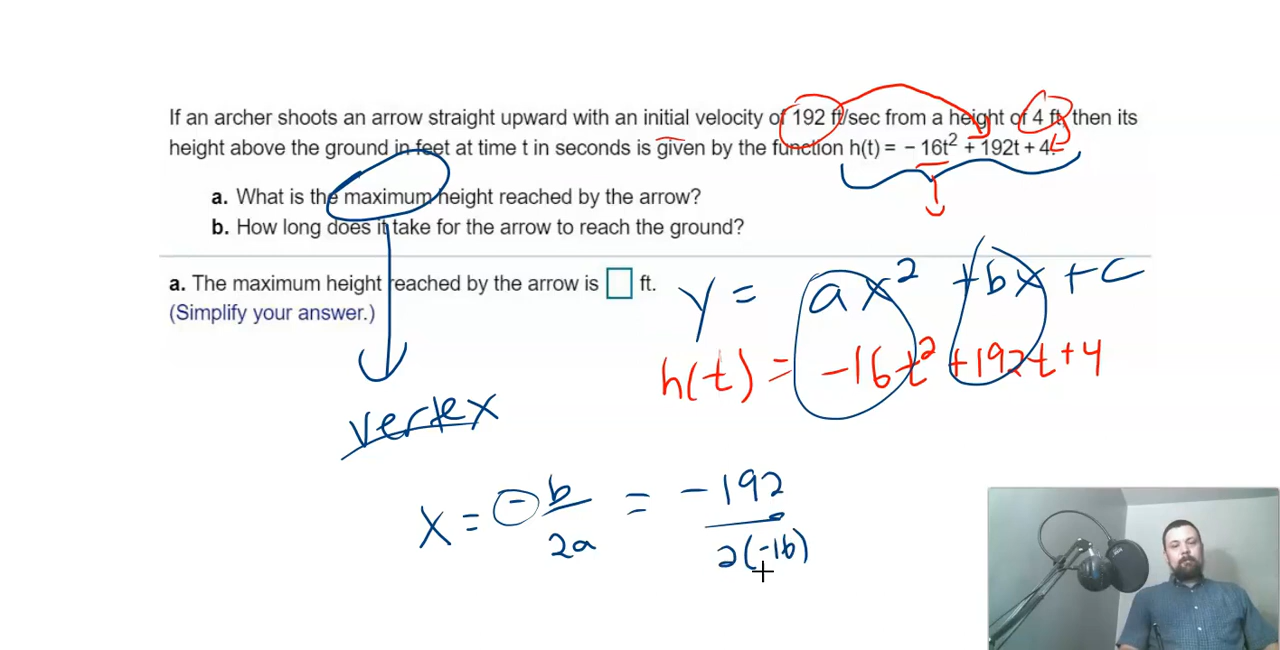 If an archer shoots an arrow straight upward with an initial velocity of 192 ft/sec from a height of 4 ft, then its
height above the ground in feet at time t in seconds is given by the function h(t) = − 16t² + 192t + 4.
a. What is the maximum height reached by the arrow?
b. How long does it take for the arrow to reach the ground?
a. The maximum height reached by the arrow is ft.
(Simplify your answer.)
y = ax² + bx + c
h(t) = -16t² + 192t + 4
vertex
x = -b/2a = -192/2(-16)